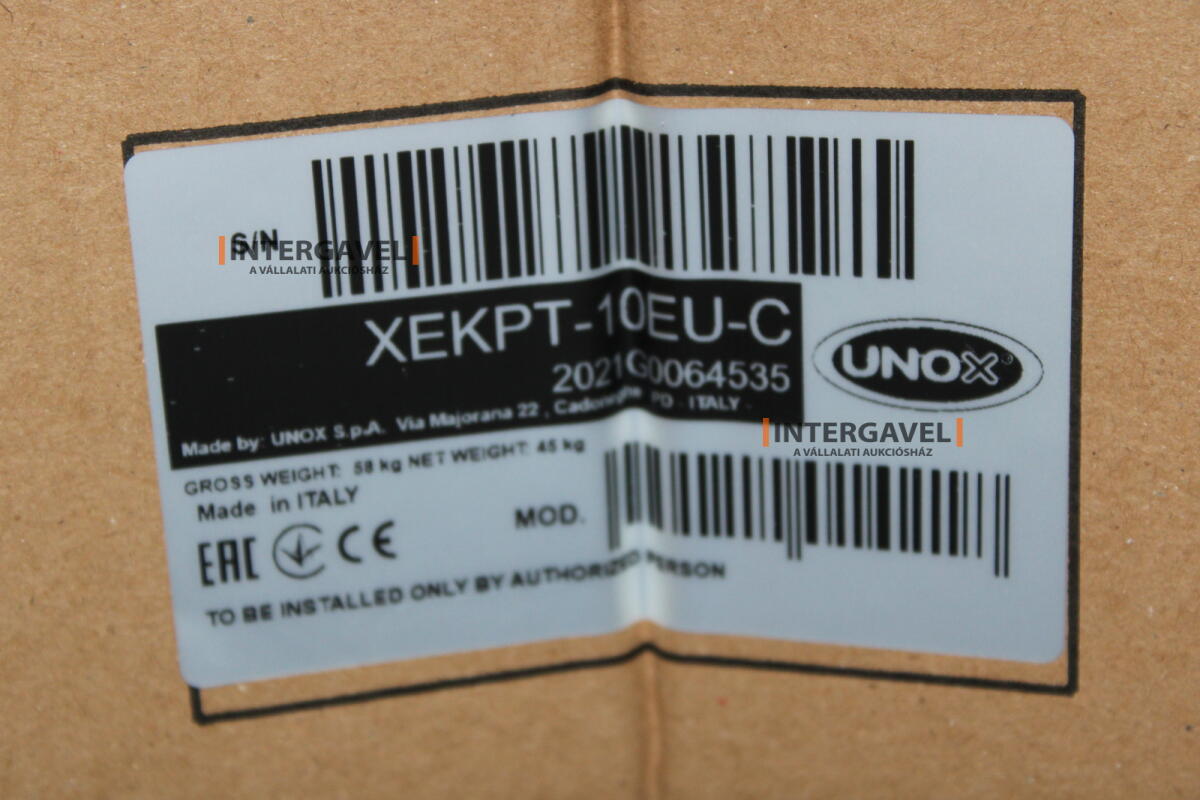 S/N
INTERGAVEL
A VÁLLALATI AUKCIÓSHÁZ
XEKPT-10EU-C
2021G0064535
UNOX®
Made by: UNOX S.p.A. Via Majorana 22 , Cadoneghe PD - ITALY -
INTERGAVEL
A VÁLLALATI AUKCIÓSHÁZ
GROSS WEIGHT: 58 kg NET WEIGHT: 45 kg
Made in ITALY
MOD.
EAC CE
TO BE INSTALLED ONLY BY AUTHORIZED PERSON